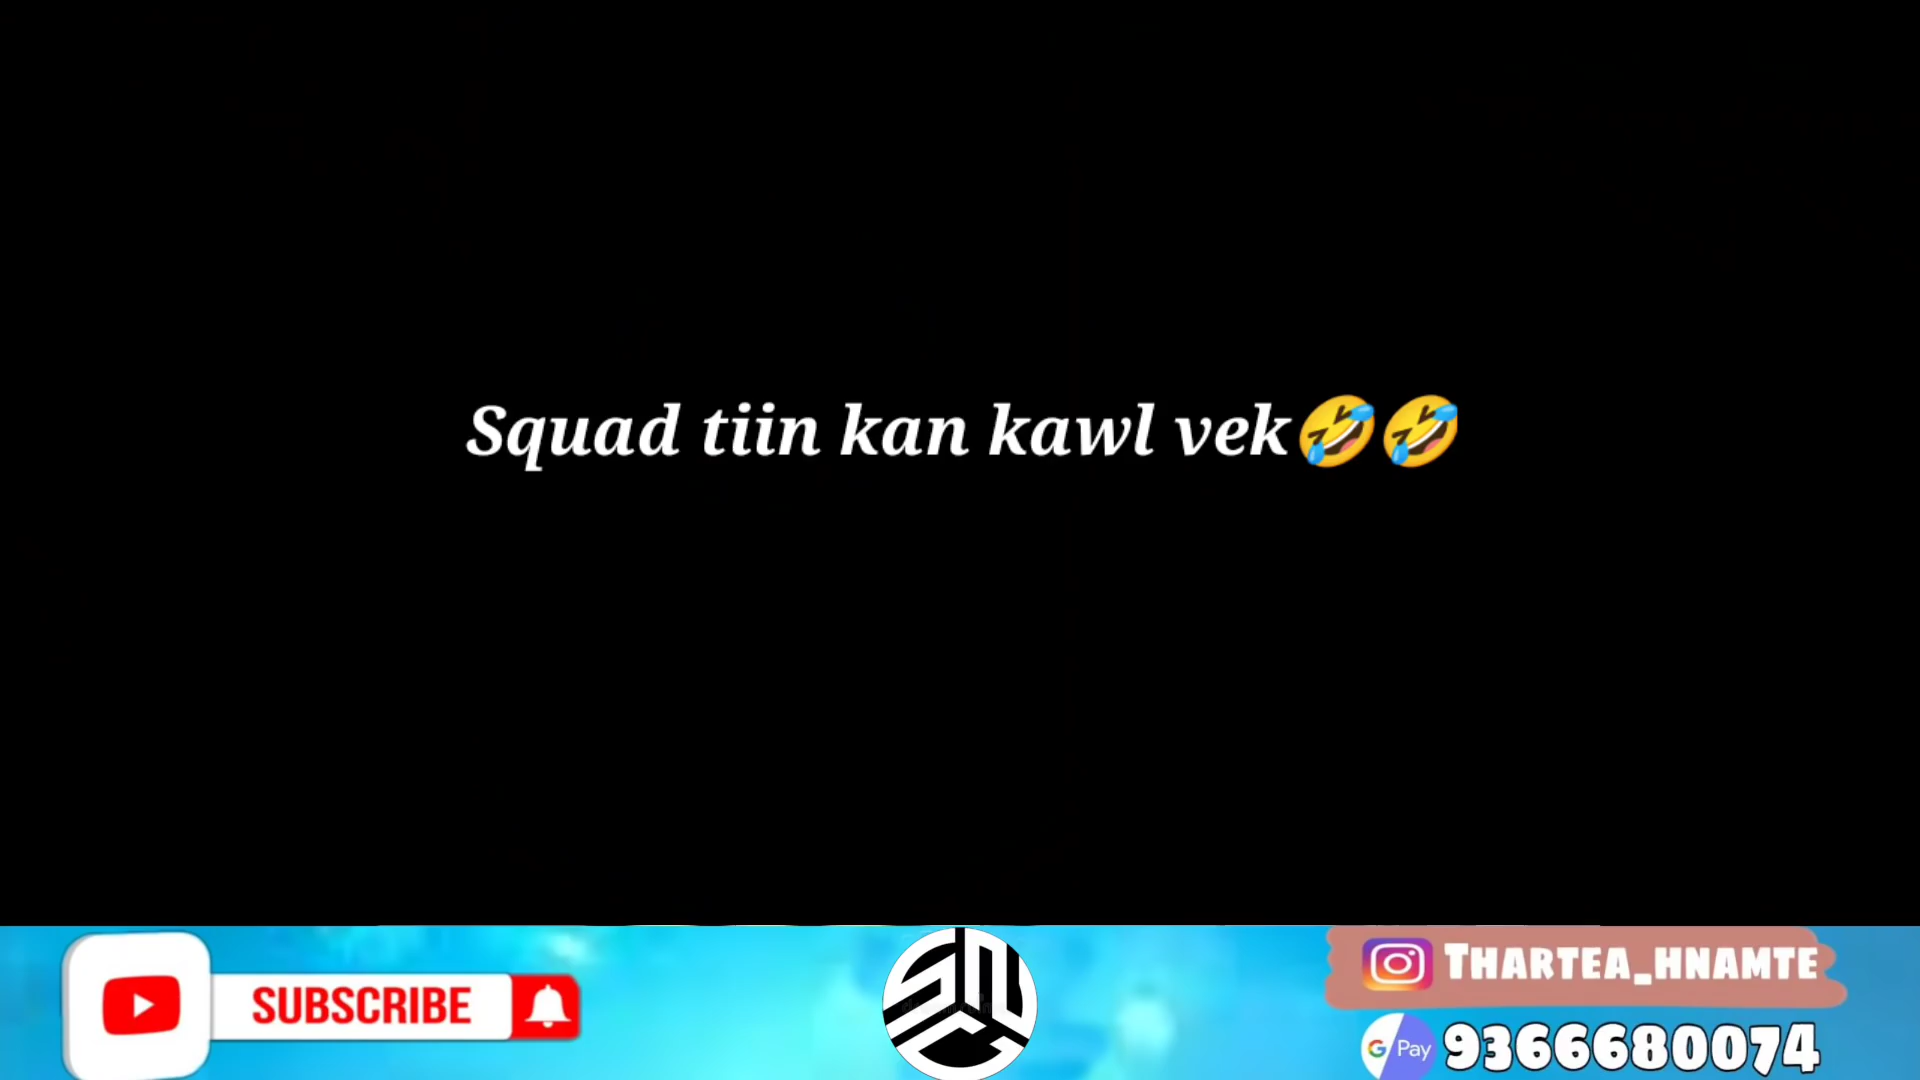 Squad tiin kan kawl vek🤣🤣
SUBSCRIBE
THARTEA_HNAMTE
G Pay 9366680074